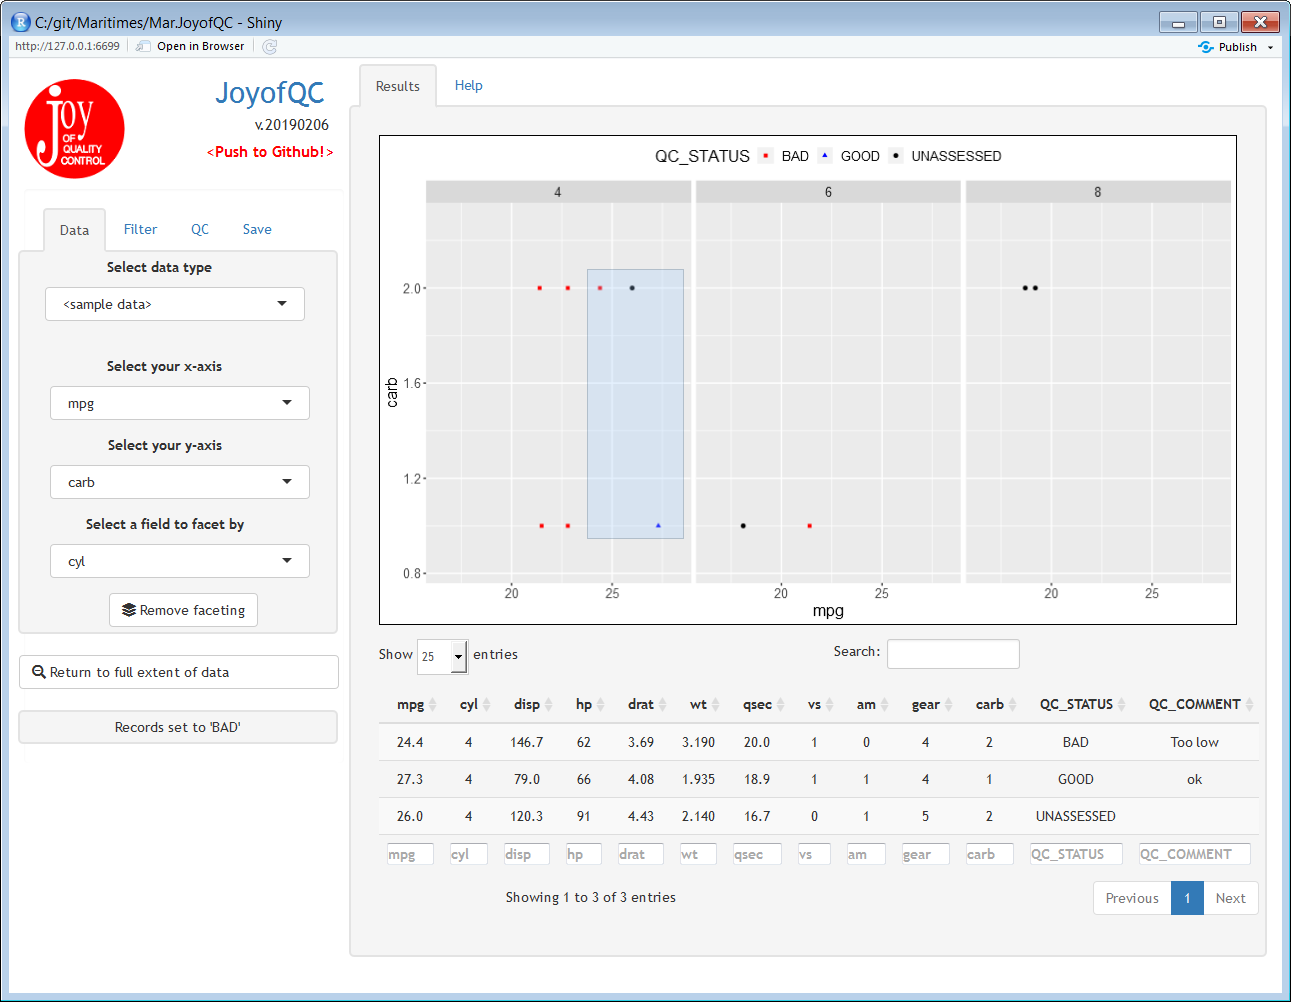 C:/git/Maritimes/MarJoyofQC - Shiny
http://127.0.0.1:6699 Open in Browser Publish
JOY
OF
QUALITY
CONTROL
JoyofQC
v.20190206
<Push to Github!>
Data Filter QC Save
Select data type
<sample data>
Select your x-axis
mpg
Select your y-axis
carb
Select a field to facet by
cyl
Remove faceting
Return to full extent of data
Records set to 'BAD'
Results Help
QC_STATUS BAD GOOD UNASSESSED
4 6 8
2.0
1.6
1.2
0.8
carb
20 25 20 25 20 25
mpg
Show 25 entries Search:
mpg cyl disp hp drat wt qsec vs am gear carb QC_STATUS QC_COMMENT
24.4 4 146.7 62 3.69 3.190 20.0 1 0 4 2 BAD Too low
27.3 4 79.0 66 4.08 1.935 18.9 1 1 4 1 GOOD ok
26.0 4 120.3 91 4.43 2.140 16.7 0 1 5 2 UNASSESSED
mpg cyl disp hp drat wt qsec vs am gear carb QC_STATUS QC_COMMENT
Showing 1 to 3 of 3 entries Previous 1 Next